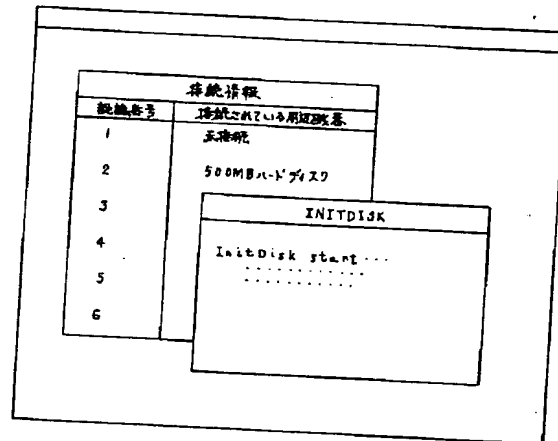 接続情報
機番号 接続されている周辺機器
1 未接続
2 500MBハードディスク
3
4
5
6
INITDISK
InitDisk start・・・
・・・・・・・・・・・
・・・・・・・・・・・